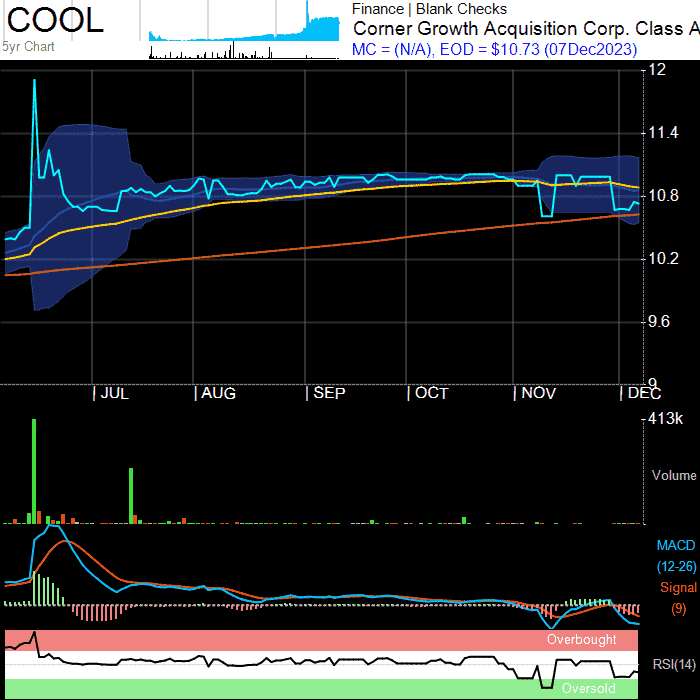 COOL
5yr Chart
Finance | Blank Checks
Corner Growth Acquisition Corp. Class A
MC = (N/A), EOD = $10.73 (07Dec2023)
12
11.4
10.8
10.2
9.6
9
| JUL | AUG | SEP | OCT | NOV | DEC
413k
Volume
MACD
(12-26)
Signal
(9)
Overbought
RSI(14)
Oversold